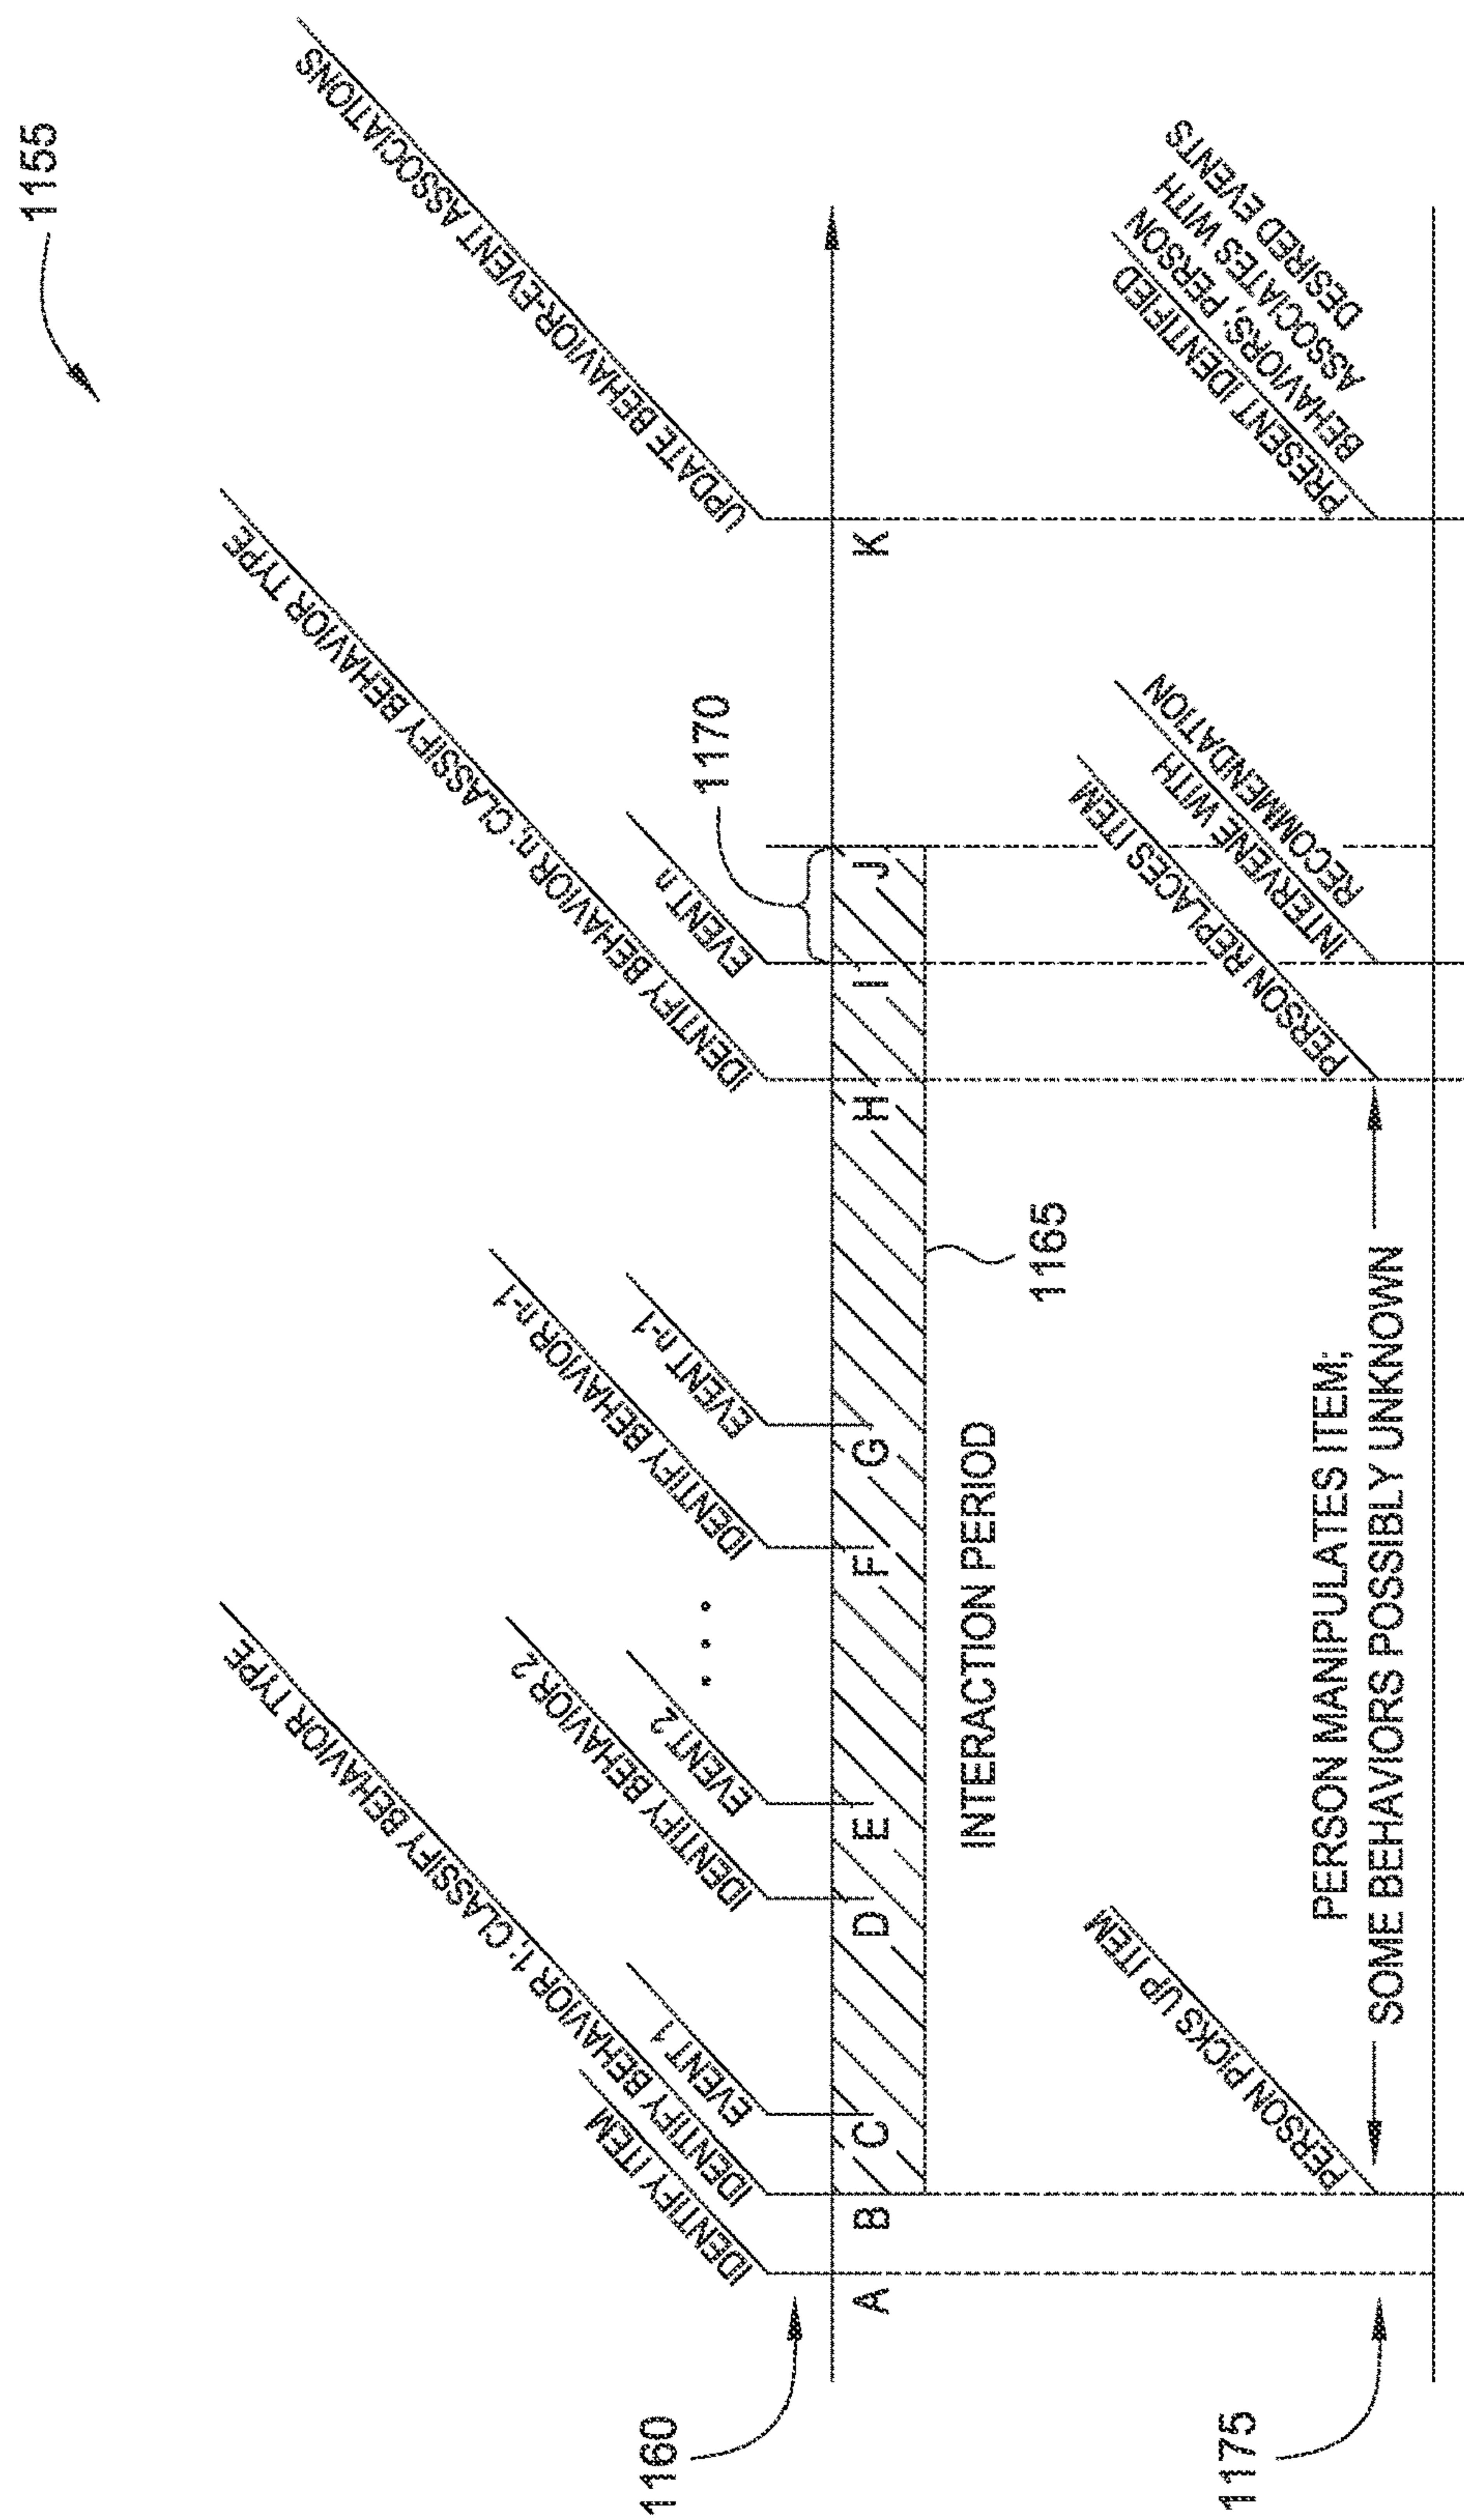 1155
1160
IDENTIFY ITEM
IDENTIFY BEHAVIOR 1; CLASSIFY BEHAVIOR TYPE
EVENT 1
IDENTIFY BEHAVIOR 2
EVENT 2
. . .
IDENTIFY BEHAVIOR n-1
EVENT n-1
IDENTIFY BEHAVIOR n; CLASSIFY BEHAVIOR TYPE
EVENT n
1170
UPDATE BEHAVIOR-EVENT ASSOCIATIONS
A B C D E F G H I J K
INTERACTION PERIOD
1165
1175
PERSON PICKS UP ITEM
PERSON MANIPULATES ITEM;
SOME BEHAVIORS POSSIBLY UNKNOWN
PERSON REPLACES ITEM
INTERVENE WITH
RECOMMENDATION
PRESENT IDENTIFIED
BEHAVIORS; PERSON
ASSOCIATES WITH
DESIRED EVENTS